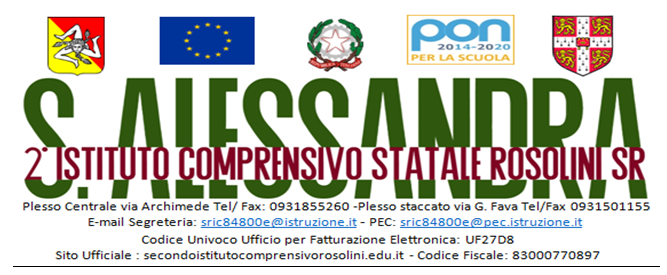 pon
2014-2020
PER LA SCUOLA
S. ALESSANDRA
2° ISTITUTO COMPRENSIVO STATALE ROSOLINI SR
Plesso Centrale via Archimede Tel/ Fax: 0931855260 -Plesso staccato via G. Fava Tel/Fax 0931501155
E-mail Segreteria: sric84800e@istruzione.it - PEC: sric84800e@pec.istruzione.it
Codice Univoco Ufficio per Fatturazione Elettronica: UF27D8
Sito Ufficiale : secondoistitutocomprensivorosolini.edu.it - Codice Fiscale: 83000770897